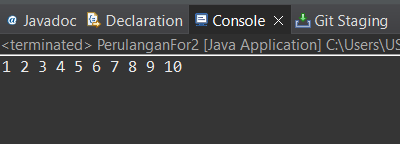 @ Javadoc Declaration Console Git Staging
<terminated> PerulanganFor2 [Java Application] C:\Users\US
1 2 3 4 5 6 7 8 9 10